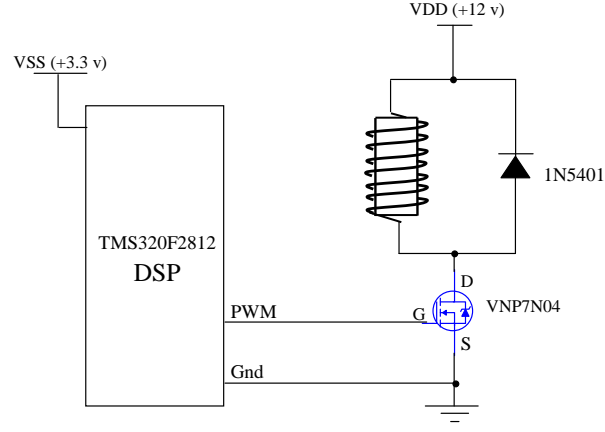 VDD (+12 v)
VSS (+3.3 v)
1N5401
TMS320F2812
DSP
D
VNP7N04
PWM
G
S
Gnd